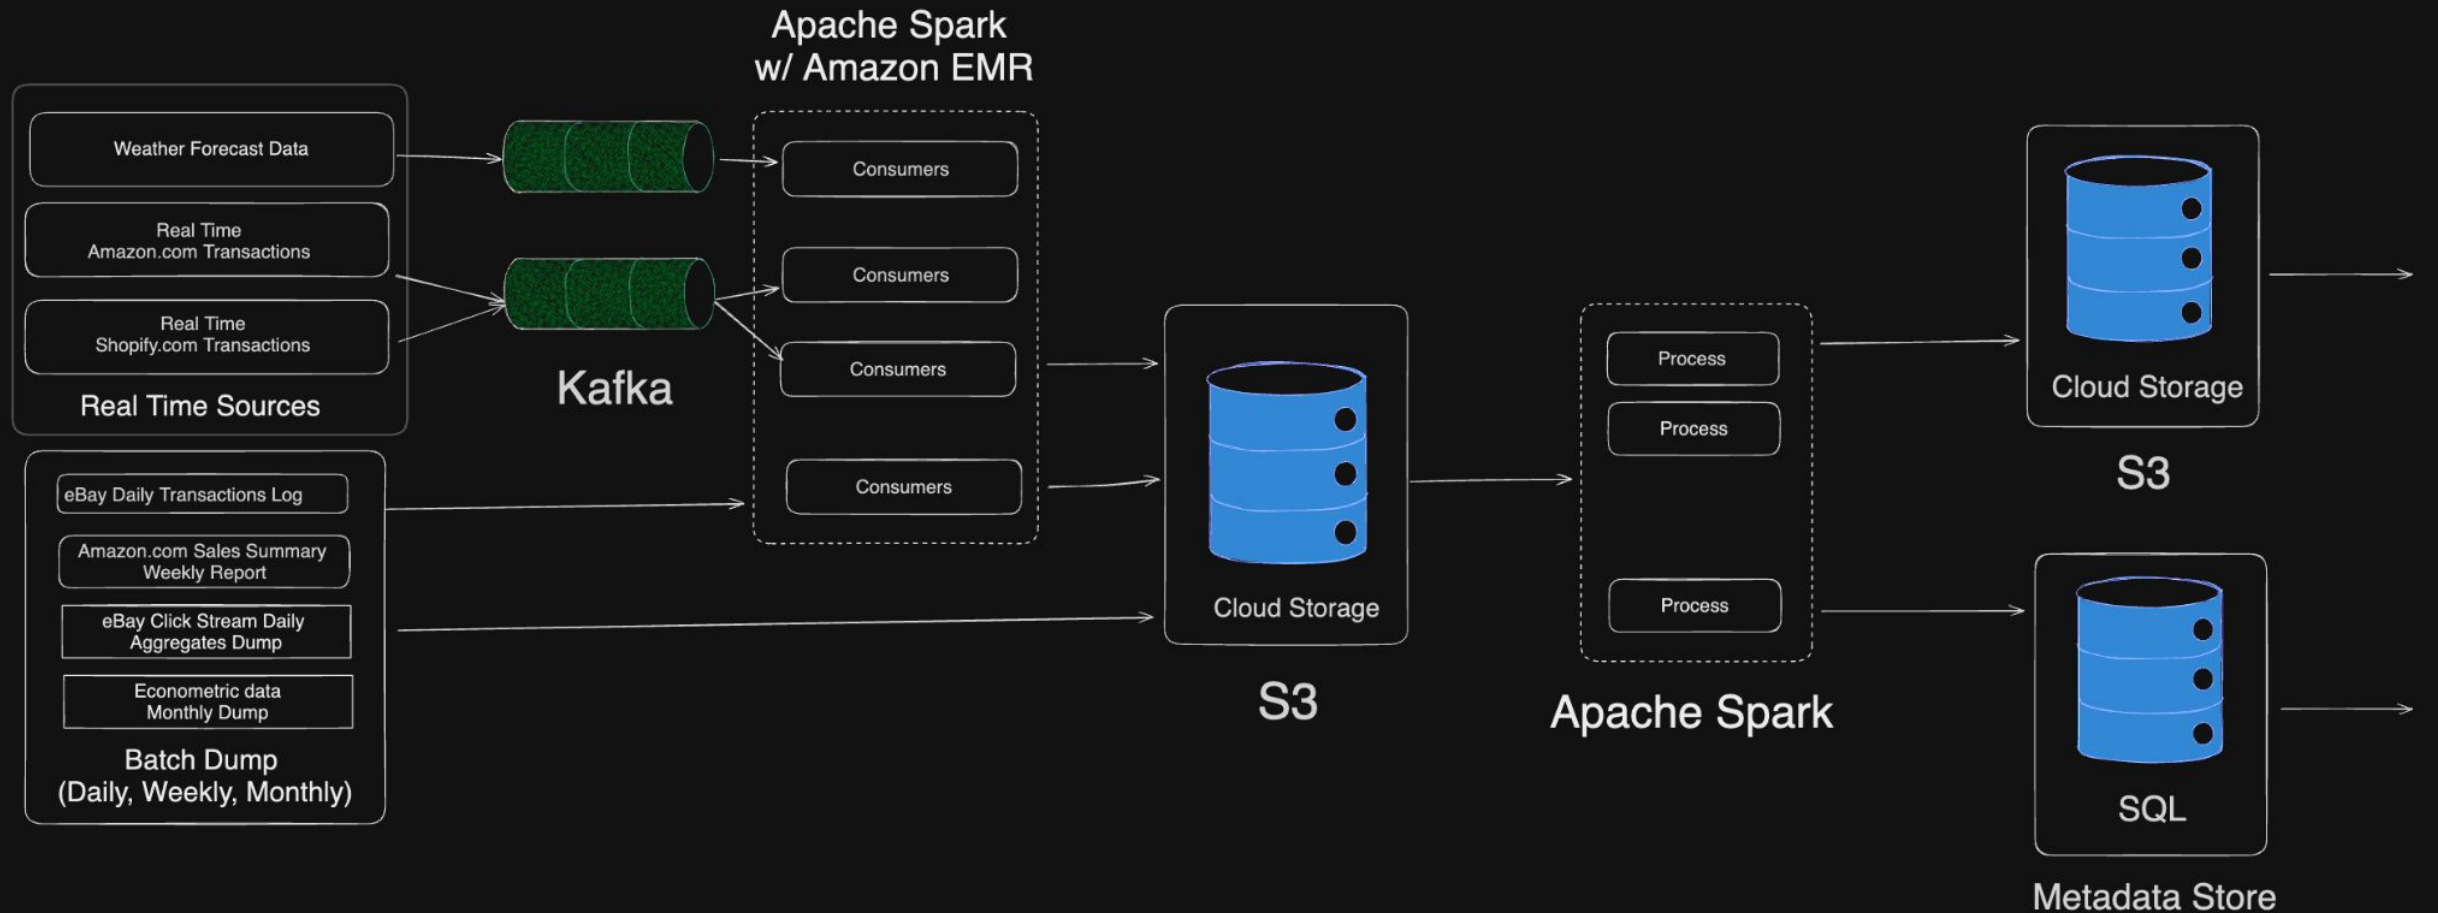 Apache Spark
w/ Amazon EMR
Weather Forecast Data
Real Time
Amazon.com Transactions
Real Time
Shopify.com Transactions
Real Time Sources
Kafka
Consumers
Consumers
Consumers
Consumers
eBay Daily Transactions Log
Amazon.com Sales Summary
Weekly Report
eBay Click Stream Daily
Aggregates Dump
Econometric data
Monthly Dump
Batch Dump
(Daily, Weekly, Monthly)
Cloud Storage
S3
Process
Process
Process
Apache Spark
Cloud Storage
S3
SQL
Metadata Store